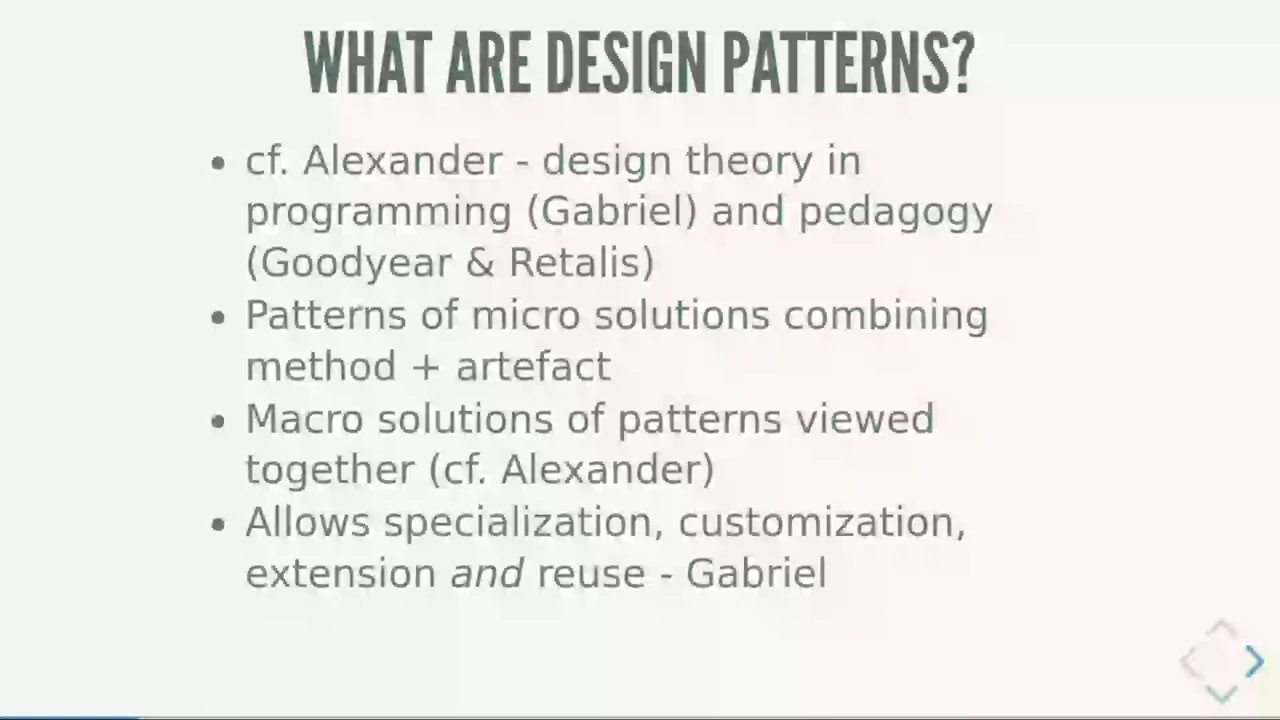 WHAT ARE DESIGN PATTERNS?
• cf. Alexander - design theory in
programming (Gabriel) and pedagogy
(Goodyear & Retalis)
• Patterns of micro solutions combining
method + artefact
• Macro solutions of patterns viewed
together (cf. Alexander)
• Allows specialization, customization,
extension and reuse - Gabriel